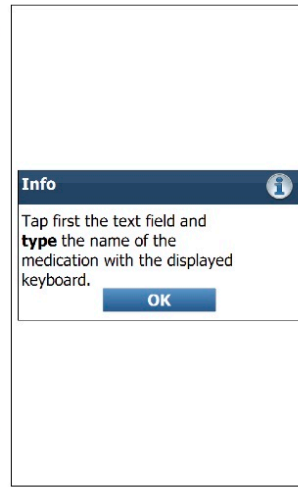 Info
Tap first the text field and
type the name of the
medication with the displayed
keyboard.
OK